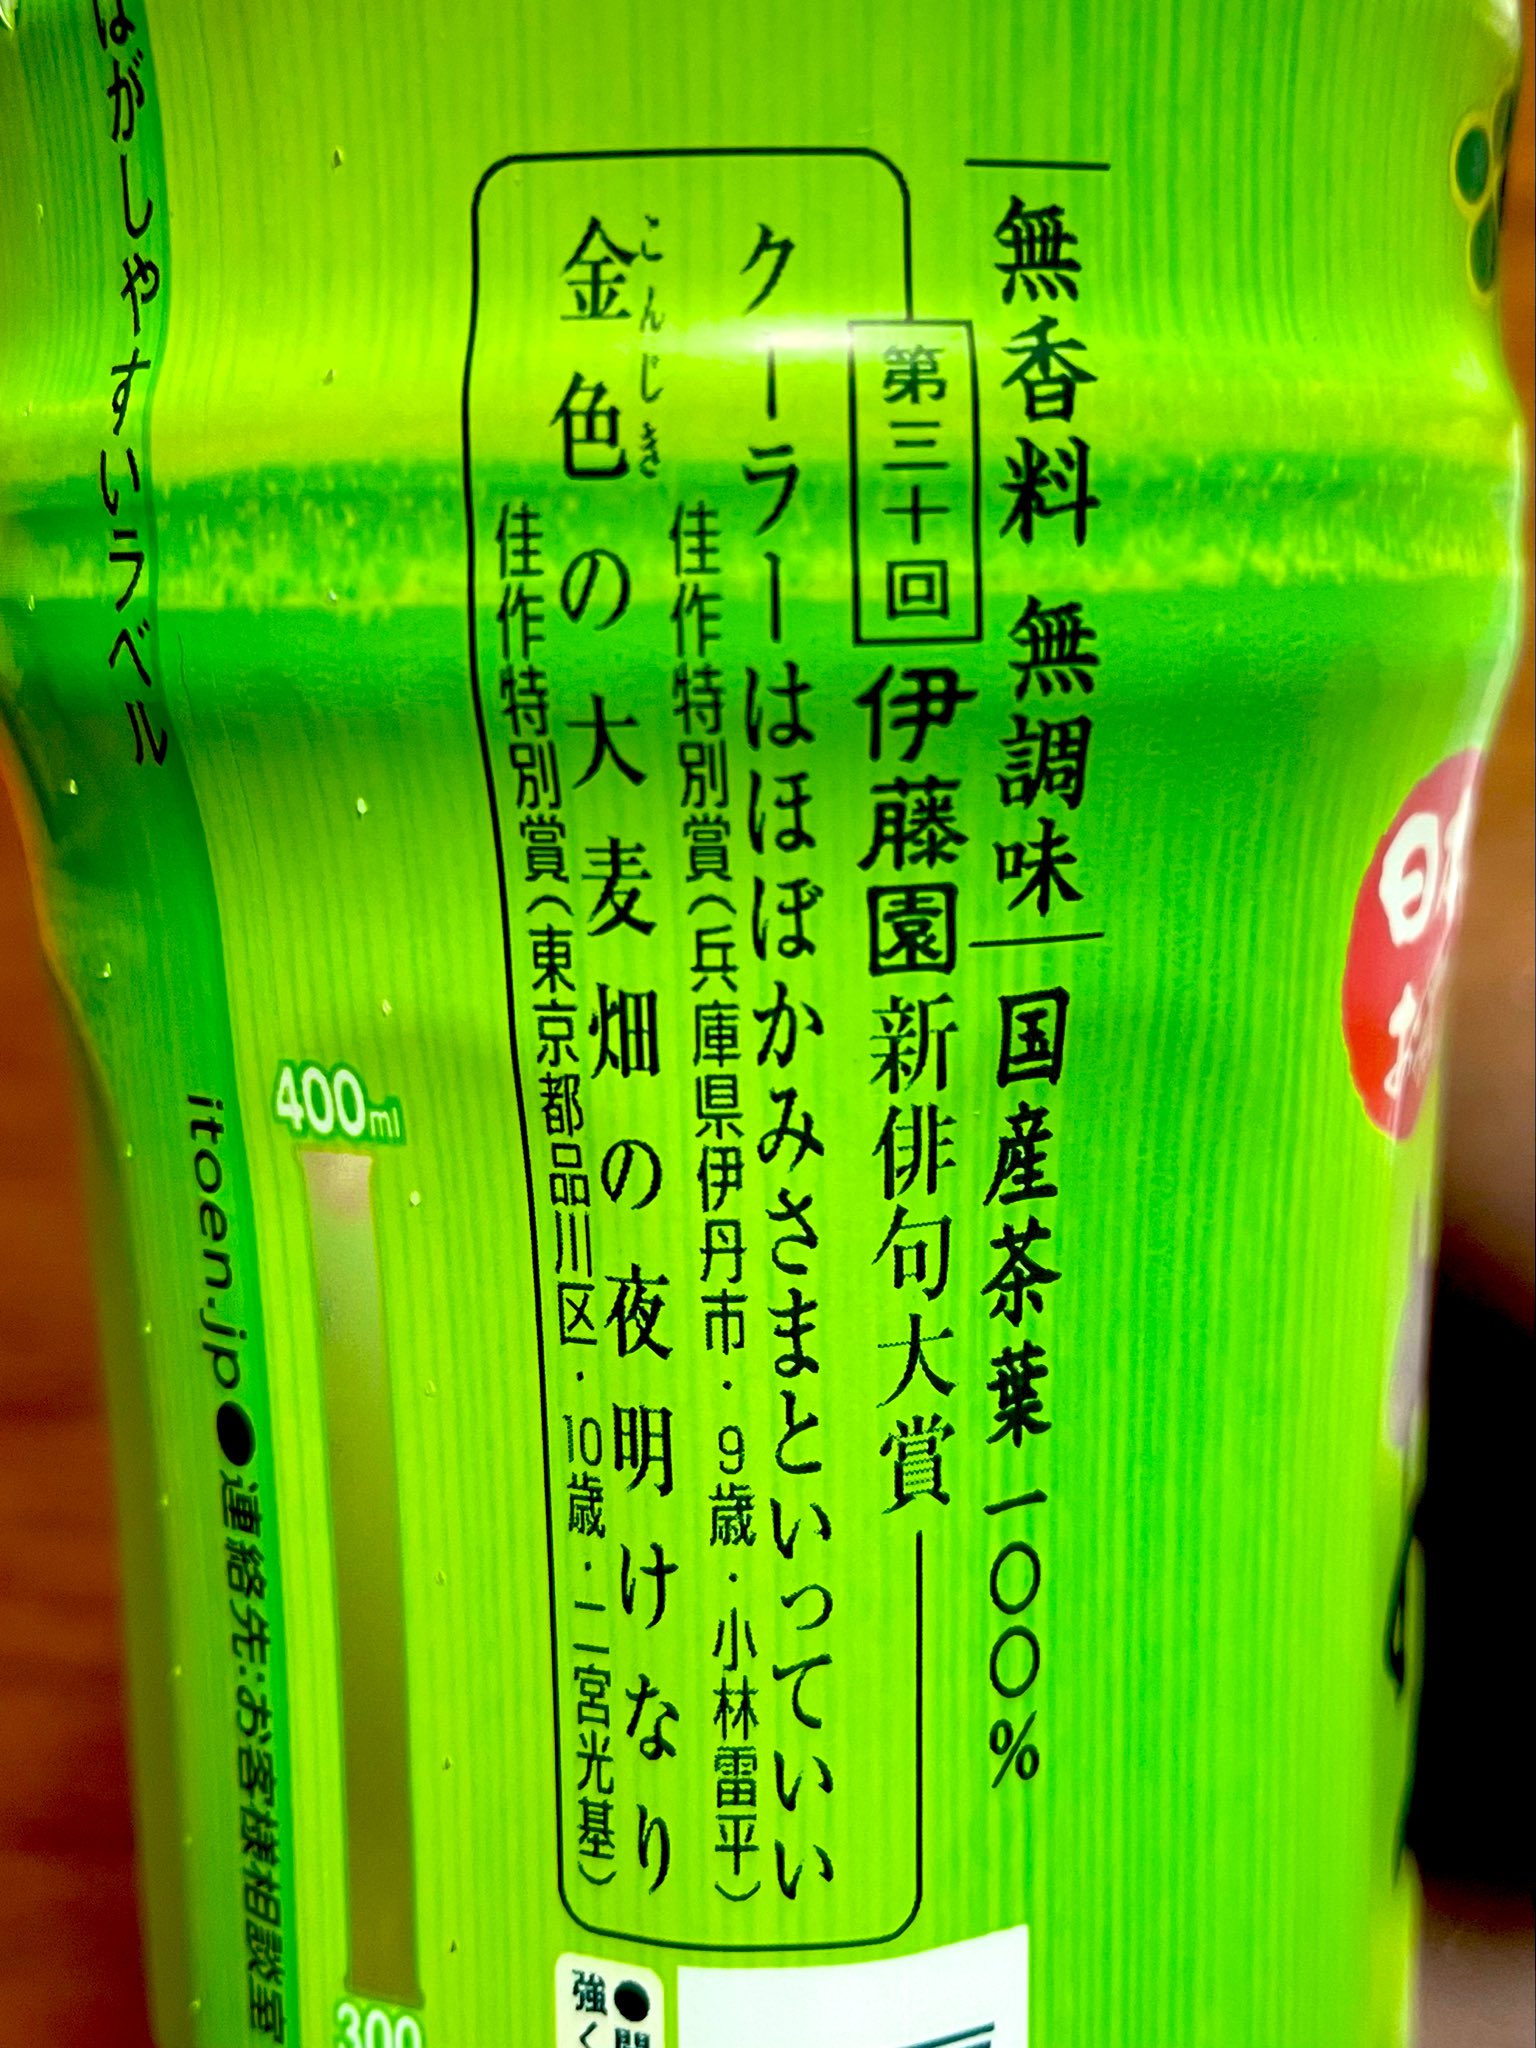 無香料 無調味
国産茶葉一〇〇%
第三十回
伊藤園新俳句大賞
クーラーはほぼかみさまといっていい
佳作特別賞(兵庫県伊丹市・9歳・小林雷平)
こんじき
金色の大麦畑の夜明けなり
佳作特別賞(東京都品川区・10歳・二宮光基)
400ml
300
はがしやすいラベル
itoen.jp ●連絡先:お客様相談室
強く